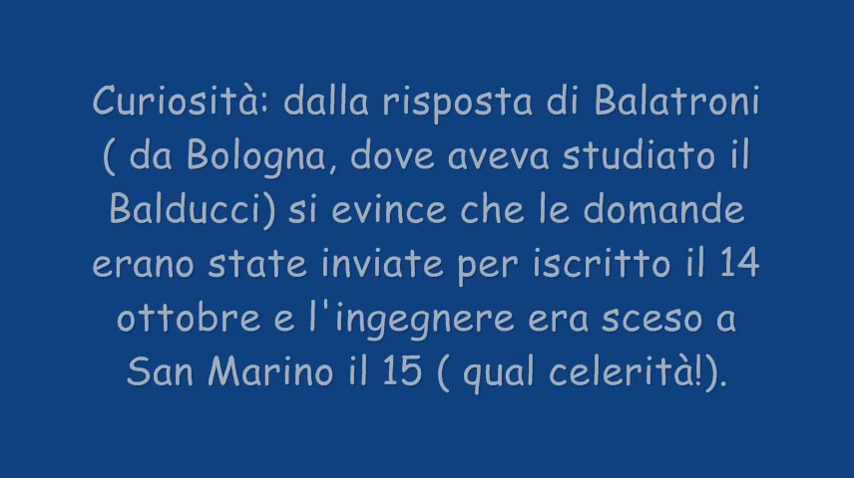 Curiosità: dalla risposta di Balatroni
( da Bologna, dove aveva studiato il
Balducci) si evince che le domande
erano state inviate per iscritto il 14
ottobre e l'ingegnere era sceso a
San Marino il 15 ( qual celerità!).